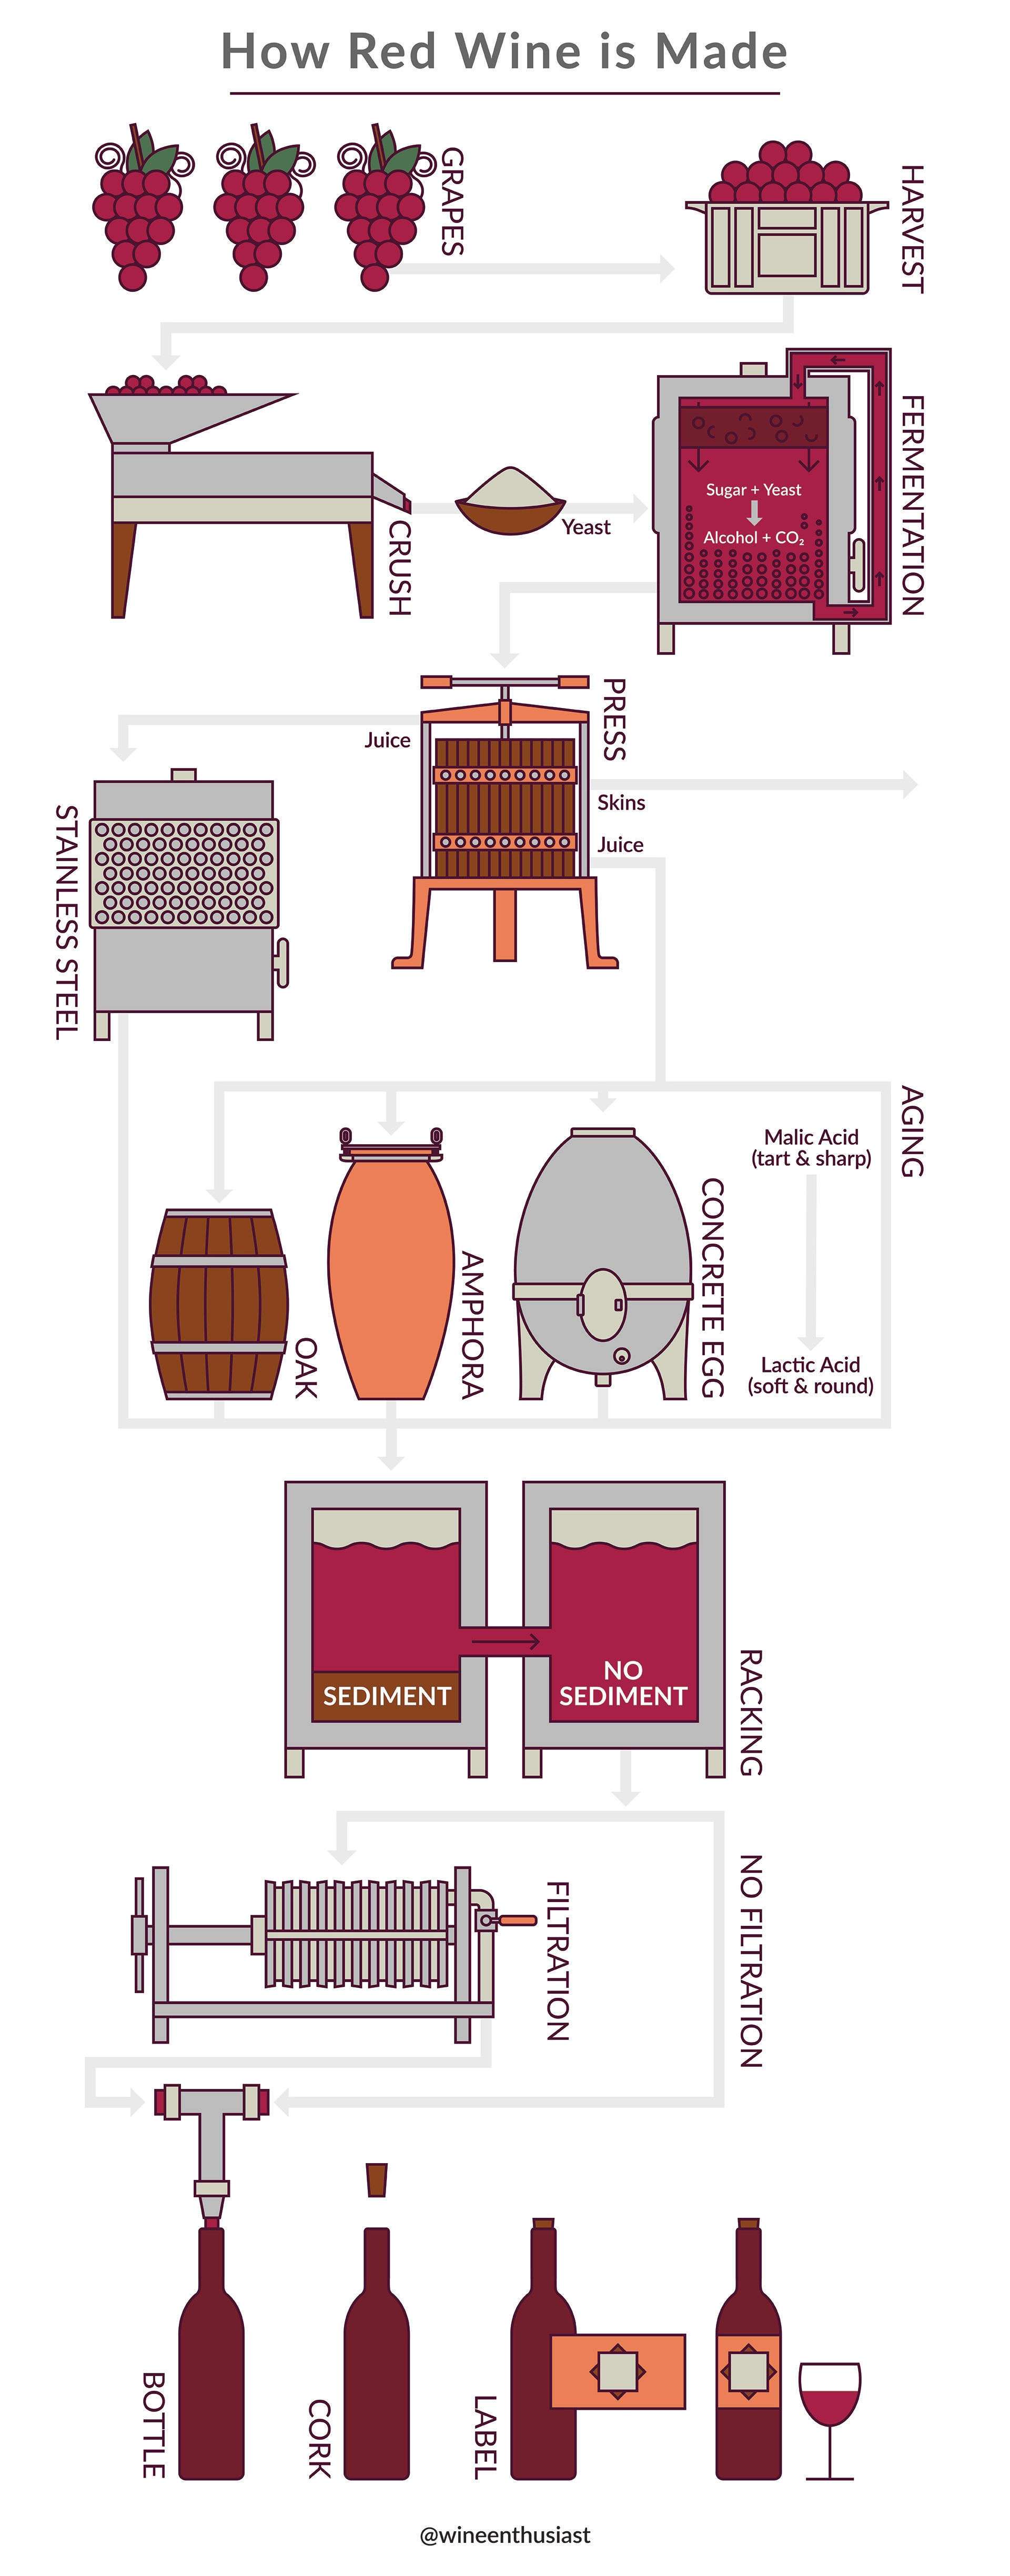 How Red Wine is Made
GRAPES
HARVEST
CRUSH
Yeast
FERMENTATION
Sugar + Yeast
Alcohol + CO₂
PRESS
Juice
Skins
Juice
STAINLESS STEEL
AGING
Malic Acid
(tart & sharp)
Lactic Acid
(soft & round)
OAK
AMPHORA
CONCRETE EGG
RACKING
SEDIMENT
NO
SEDIMENT
FILTRATION
NO FILTRATION
BOTTLE
CORK
LABEL
@wineenthusiast